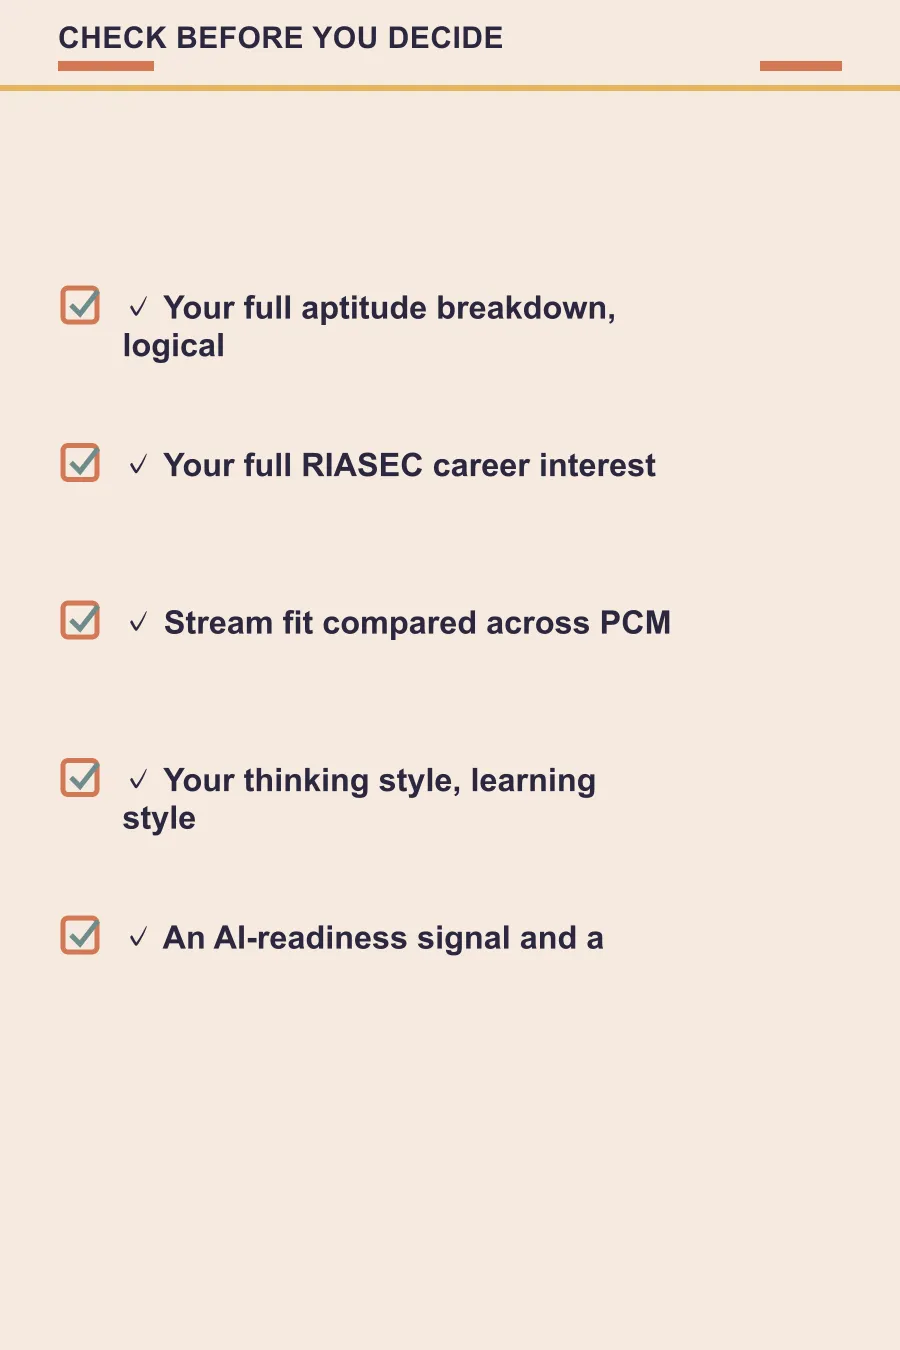 CHECK BEFORE YOU DECIDE
✓ Your full aptitude breakdown,
logical
✓ Your full RIASEC career interest
✓ Stream fit compared across PCM
✓ Your thinking style, learning
style
✓ An AI-readiness signal and a